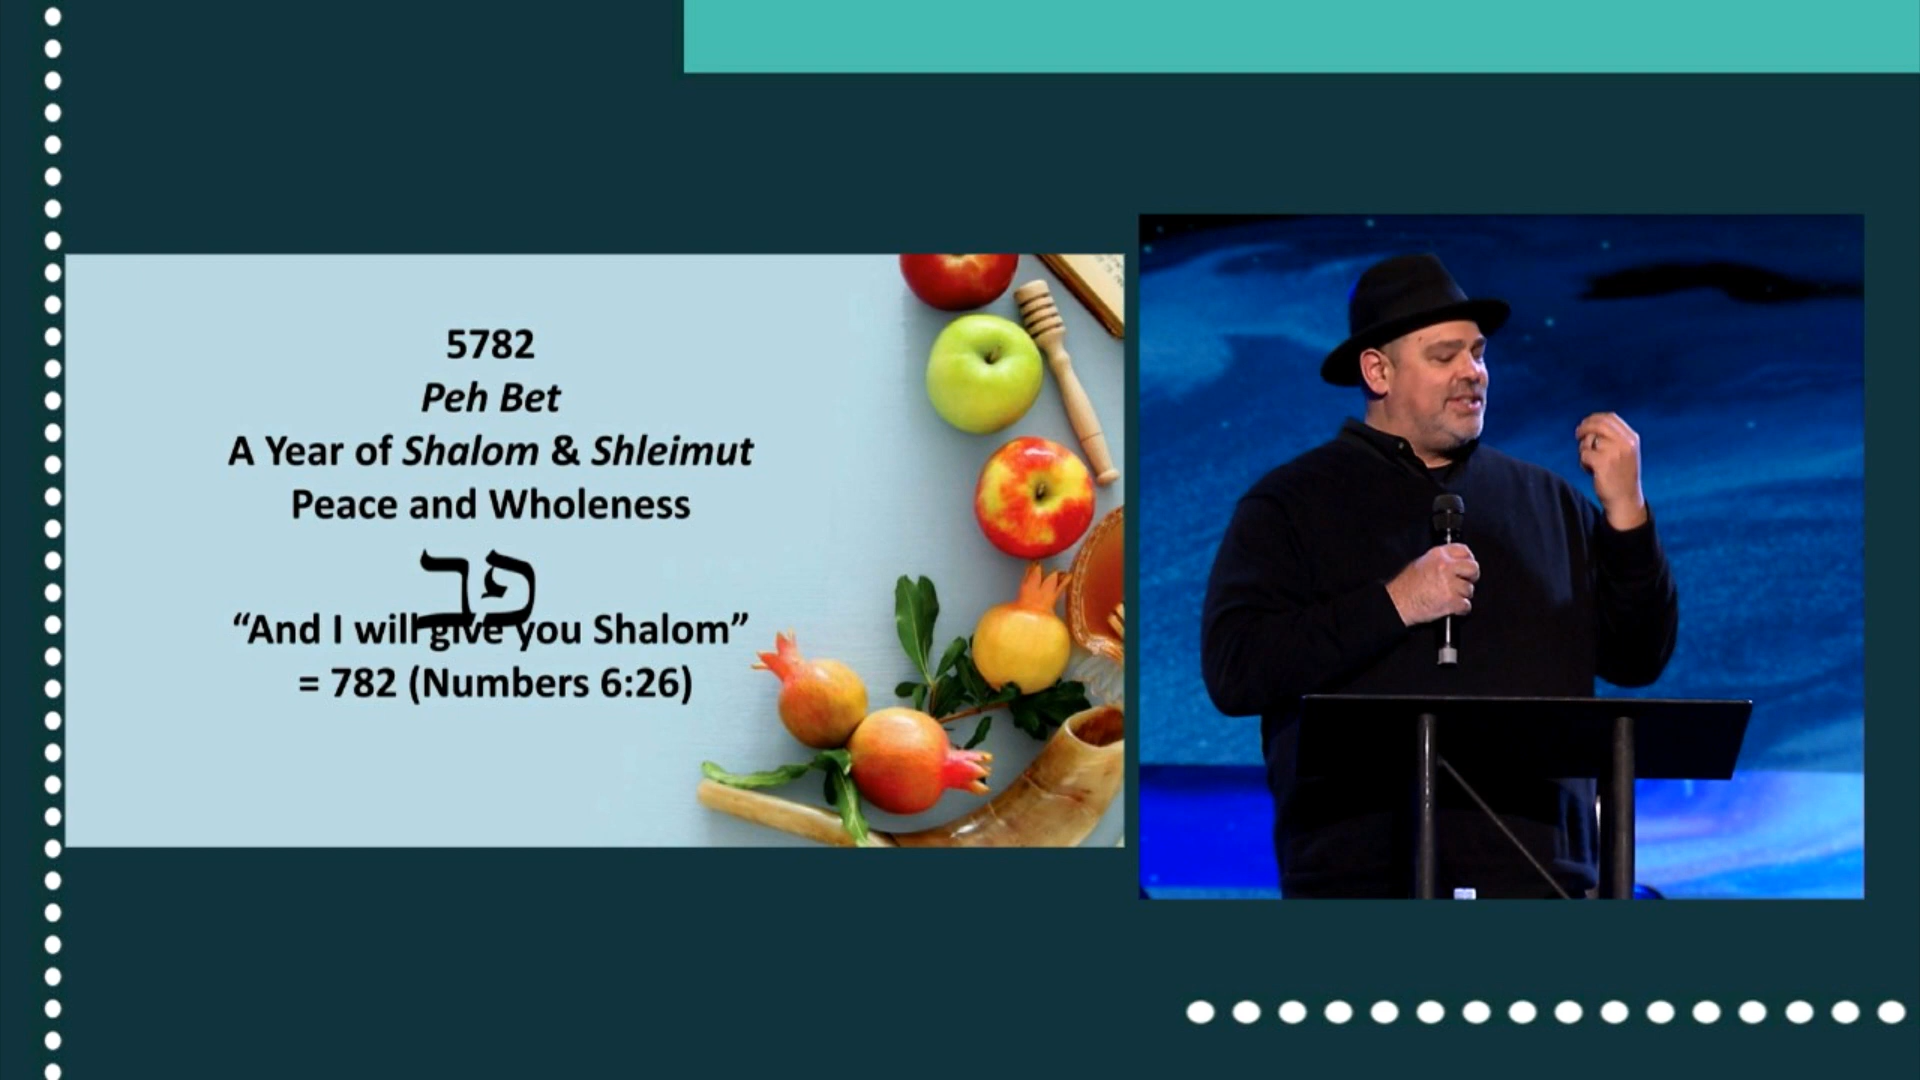 5782
Peh Bet
A Year of Shalom & Shleimut
Peace and Wholeness
פב
“And I will give you Shalom”
= 782 (Numbers 6:26)